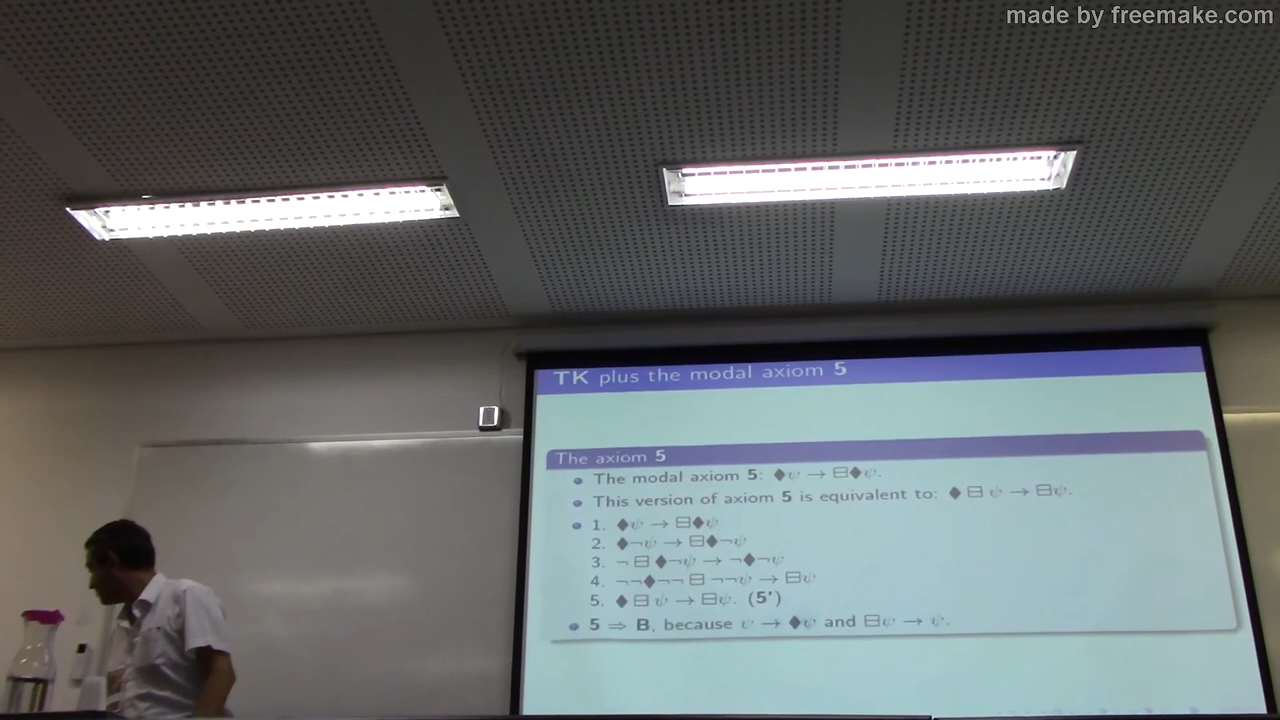 made by freemake.com
TK plus the modal axiom 5
The axiom 5
• The modal axiom 5: ♦ψ → ⊟♦ψ.
• This version of axiom 5 is equivalent to: ♦ ⊟ ψ → ⊟ψ.
• 1. ♦ψ → ⊟♦ψ
2. ♦¬ψ → ⊟♦¬ψ
3. ¬ ⊟ ♦¬ψ → ¬♦¬ψ
4. ¬¬♦¬¬ ⊟ ¬¬ψ → ⊟ψ
5. ♦ ⊟ ψ → ⊟ψ. (5')
• 5 ⇒ B, because ψ → ♦ψ and ⊟ψ → ψ.